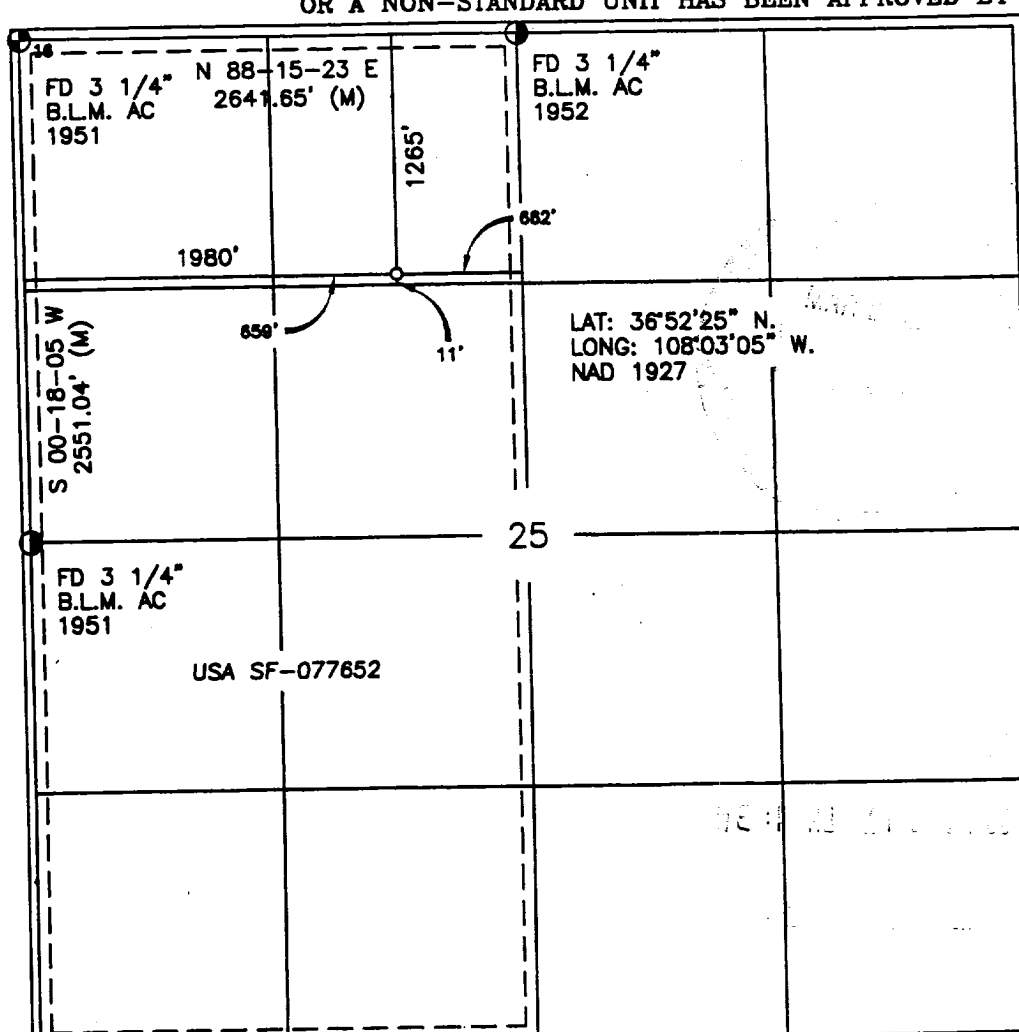 OR A NON-STANDARD UNIT HAS BEEN APPROVED BY
16
FD 3 1/4"
B.L.M. AC
1951
N 88-15-23 E
2641.65' (M)
FD 3 1/4"
B.L.M. AC
1952
1265'
662'
1980'
659'
11'
S 00-18-05 W
2551.04' (M)
LAT: 36°52'25" N.
LONG: 108°03'05" W.
NAD 1927
25
FD 3 1/4"
B.L.M. AC
1951
USA SF-077652